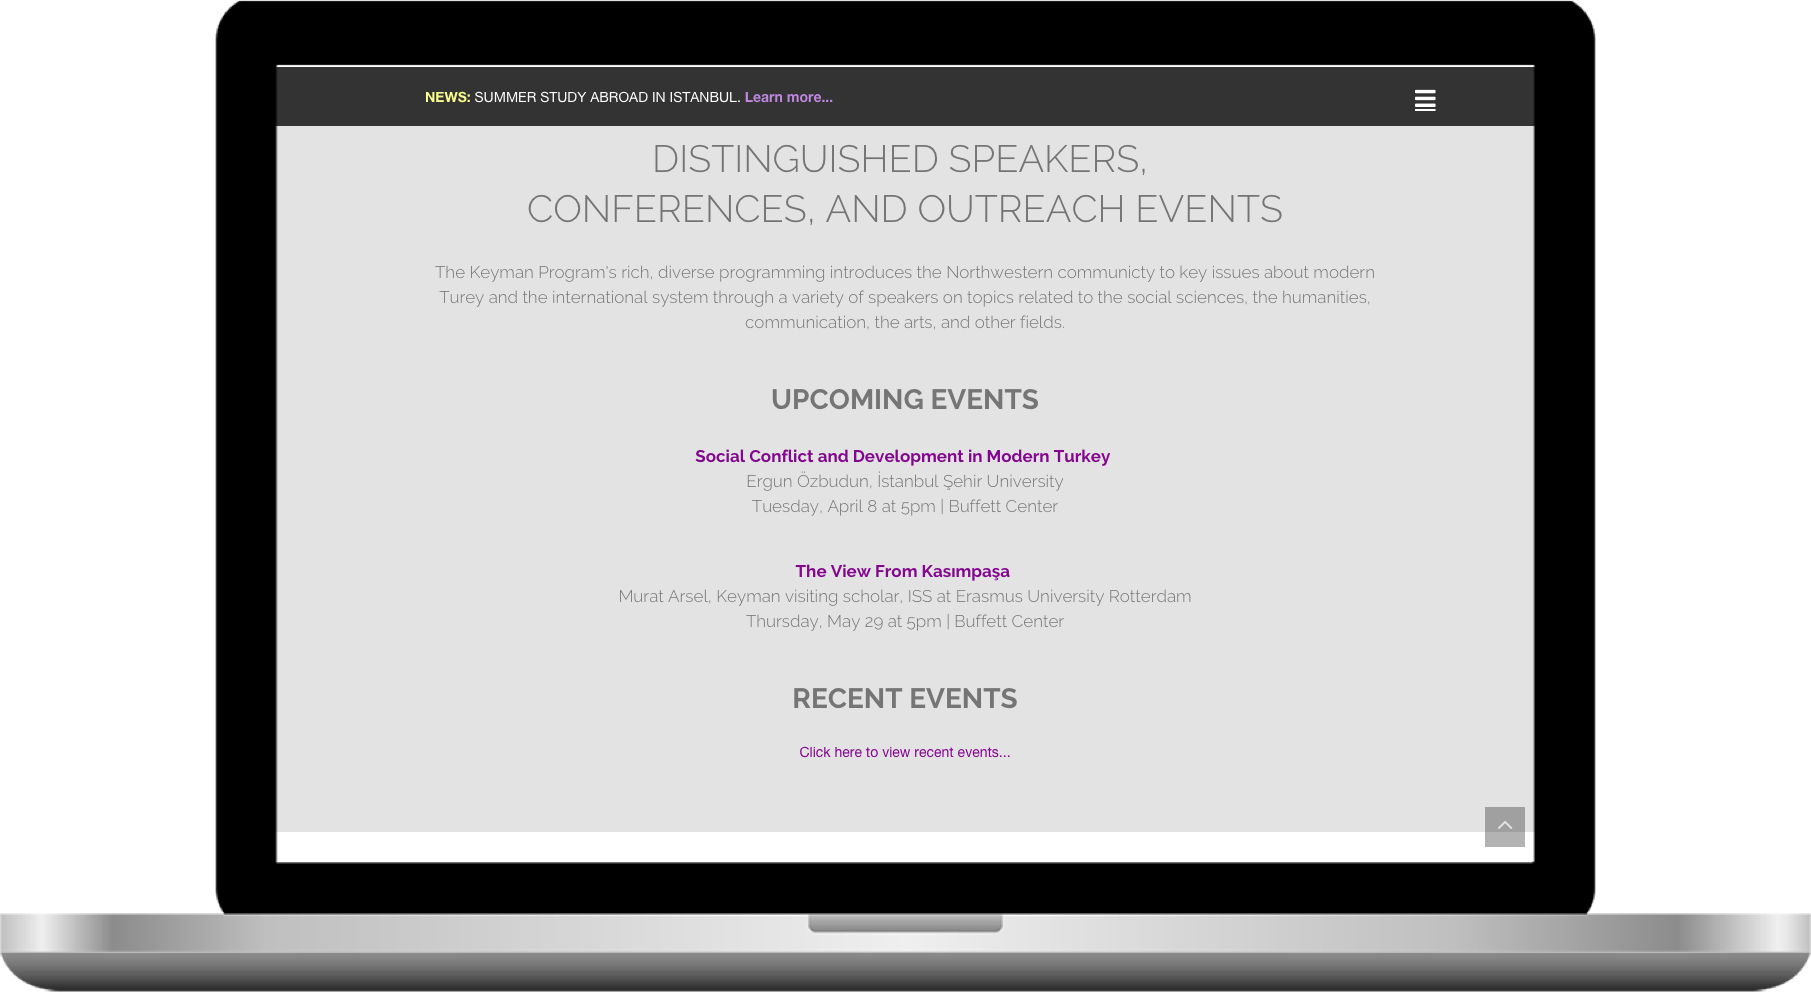 NEWS: SUMMER STUDY ABROAD IN ISTANBUL. Learn more...
DISTINGUISHED SPEAKERS,
CONFERENCES, AND OUTREACH EVENTS
The Keyman Program's rich, diverse programming introduces the Northwestern communicty to key issues about modern
Turey and the international system through a variety of speakers on topics related to the social sciences, the humanities,
communication, the arts, and other fields.
UPCOMING EVENTS
Social Conflict and Development in Modern Turkey
Ergun Özbudun, İstanbul Şehir University
Tuesday, April 8 at 5pm | Buffett Center
The View From Kasımpaşa
Murat Arsel, Keyman visiting scholar, ISS at Erasmus University Rotterdam
Thursday, May 29 at 5pm | Buffett Center
RECENT EVENTS
Click here to view recent events...